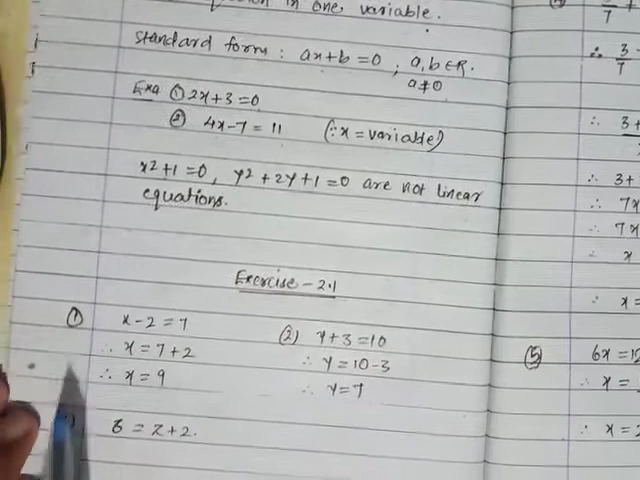 in one, variable.
standard form : ax+b=0 ; a,b ∈ R.
a≠0
Exa ① 2x+3=0
② 4x-7=11 (∵x=variable)
x²+1=0, y²+2y+1=0 are not linear
equations.
Exercise-2.1
① x-2=7
∴ x=7+2
∴ x=9
(2) y+3=10
∴ y=10-3
∴ y=7
6=z+2.
∴ 3
7
∴ 3+
∴ 3+
∴ 7x
∴ 7x
∴ x
∴ x=
⑤ 6x=12
∴ x=
∴ x=2